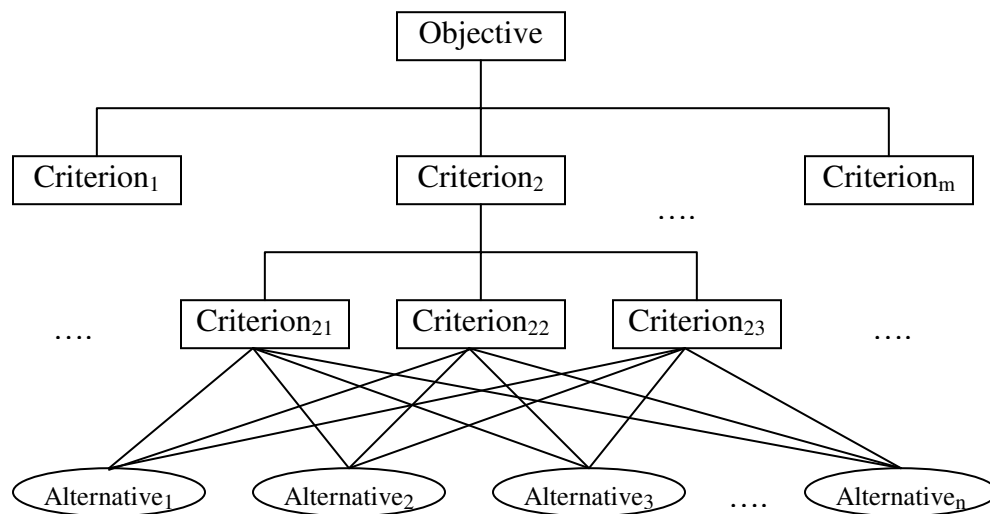 Objective
Criterion₁ Criterion₂ Criterionₘ
....
Criterion₂₁ Criterion₂₂ Criterion₂₃
.... ....
Alternative₁ Alternative₂ Alternative₃ .... Alternativeₙ